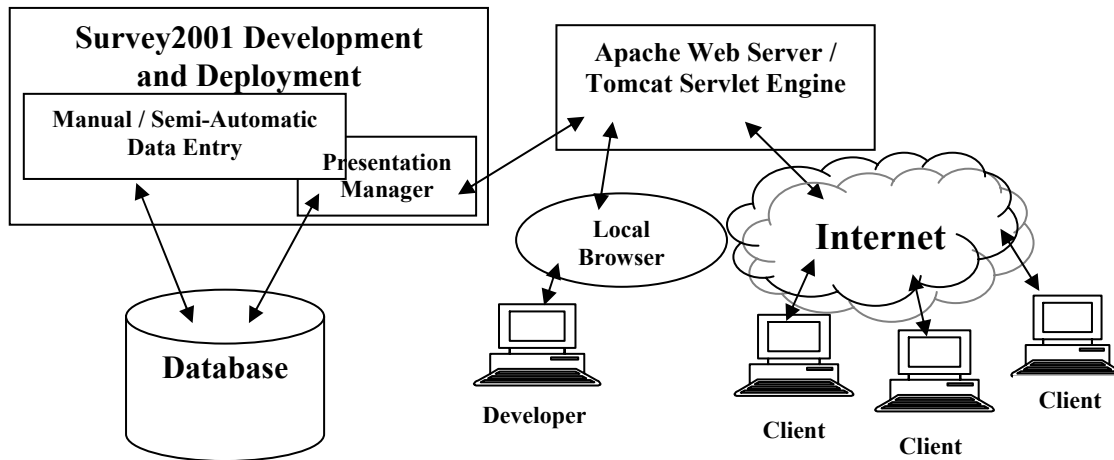 Survey2001 Development
and Deployment
Manual / Semi-Automatic
Data Entry
Presentation
Manager
Apache Web Server /
Tomcat Servlet Engine
Local
Browser
Internet
Database
Developer
Client
Client
Client